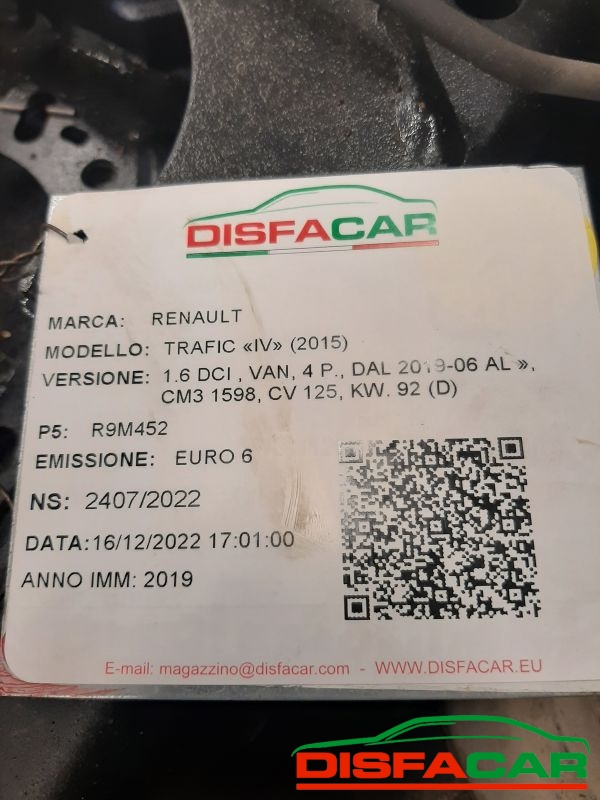 DISFACAR
MARCA: RENAULT
MODELLO: TRAFIC «IV» (2015)
VERSIONE: 1.6 DCI , VAN, 4 P., DAL 2019-06 AL »,
CM3 1598, CV 125, KW. 92 (D)
P5: R9M452
EMISSIONE: EURO 6
NS: 2407/2022
DATA:16/12/2022 17:01:00
ANNO IMM: 2019
E-mail: magazzino@disfacar.com - WWW.DISFACAR.EU
DISFACAR